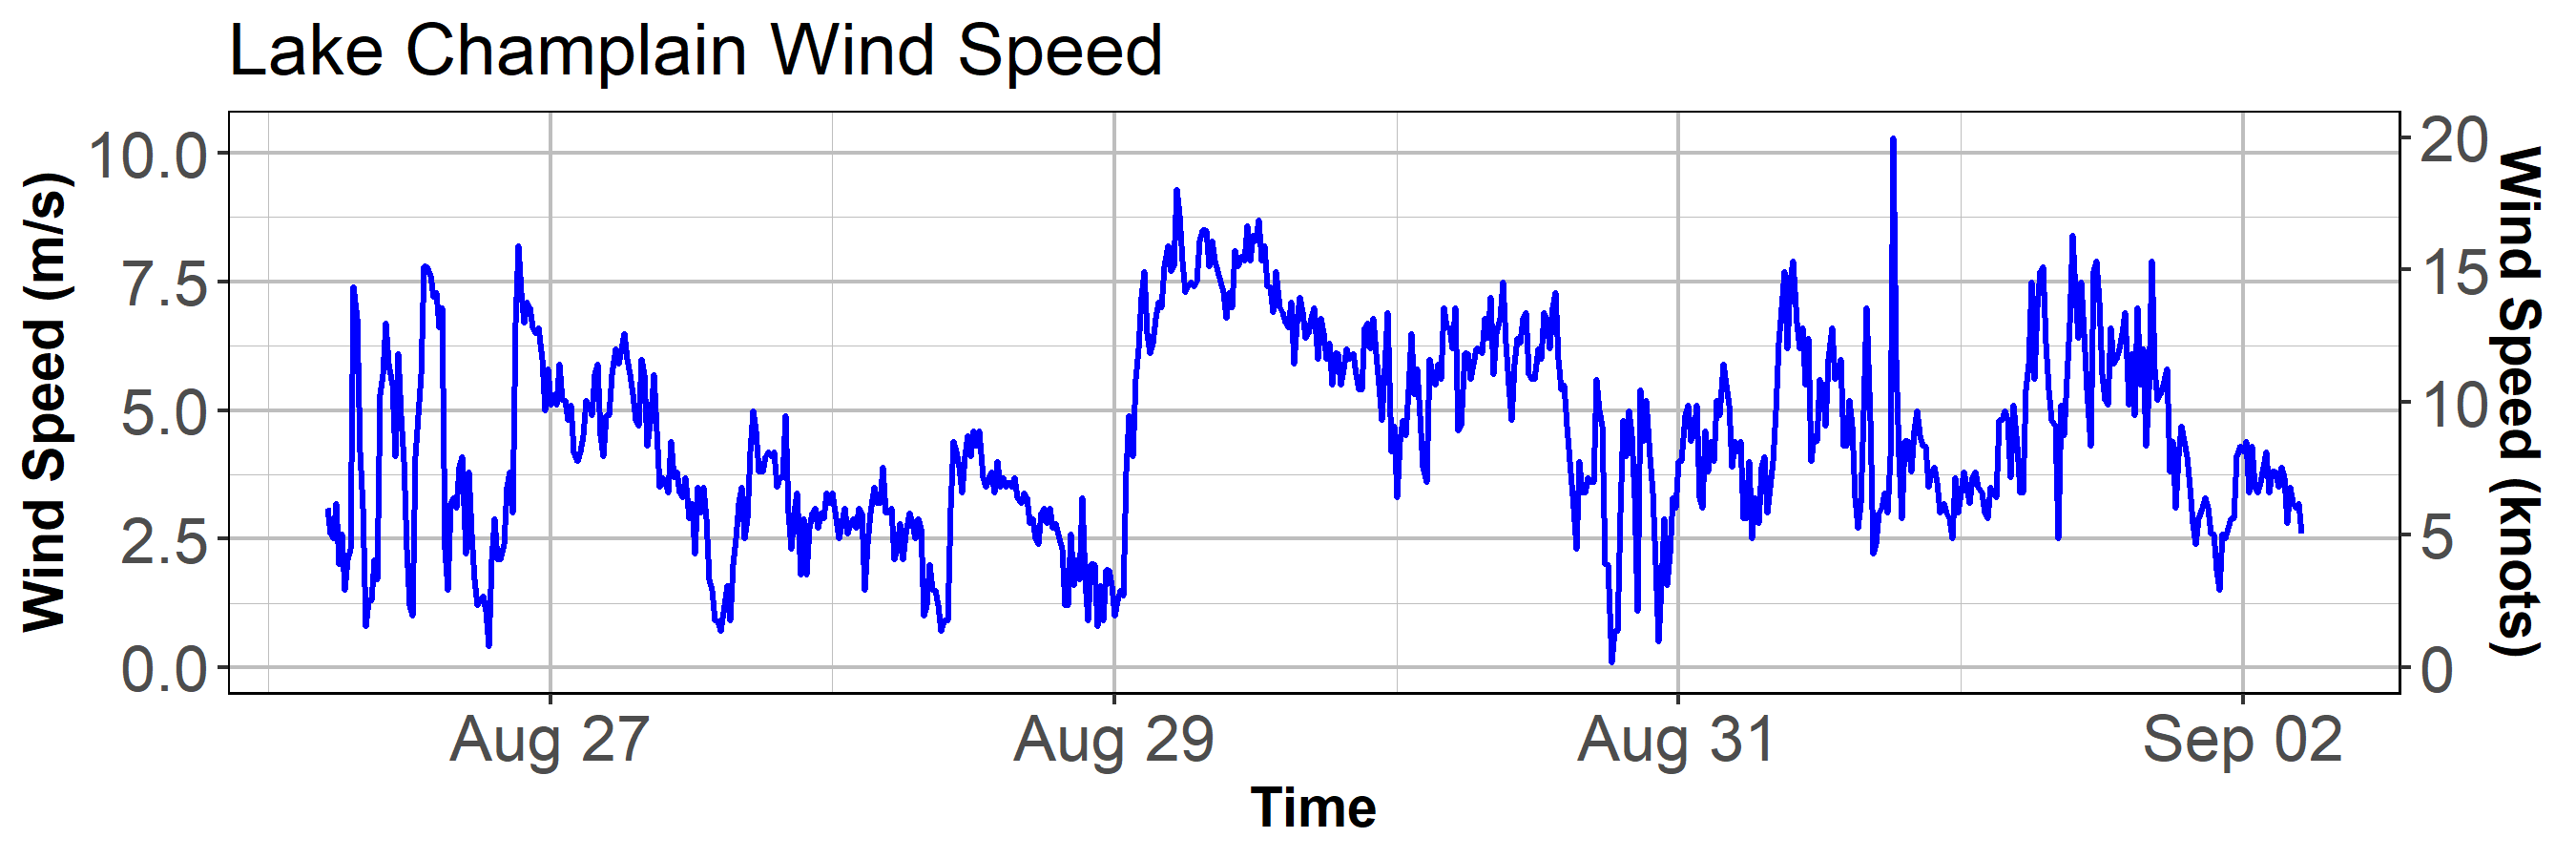 Lake Champlain Wind Speed
Wind Speed (m/s)
10.0
7.5
5.0
2.5
0.0
20
15
10
5
0
Wind Speed (knots)
Aug 27
Aug 29
Aug 31
Sep 02
Time